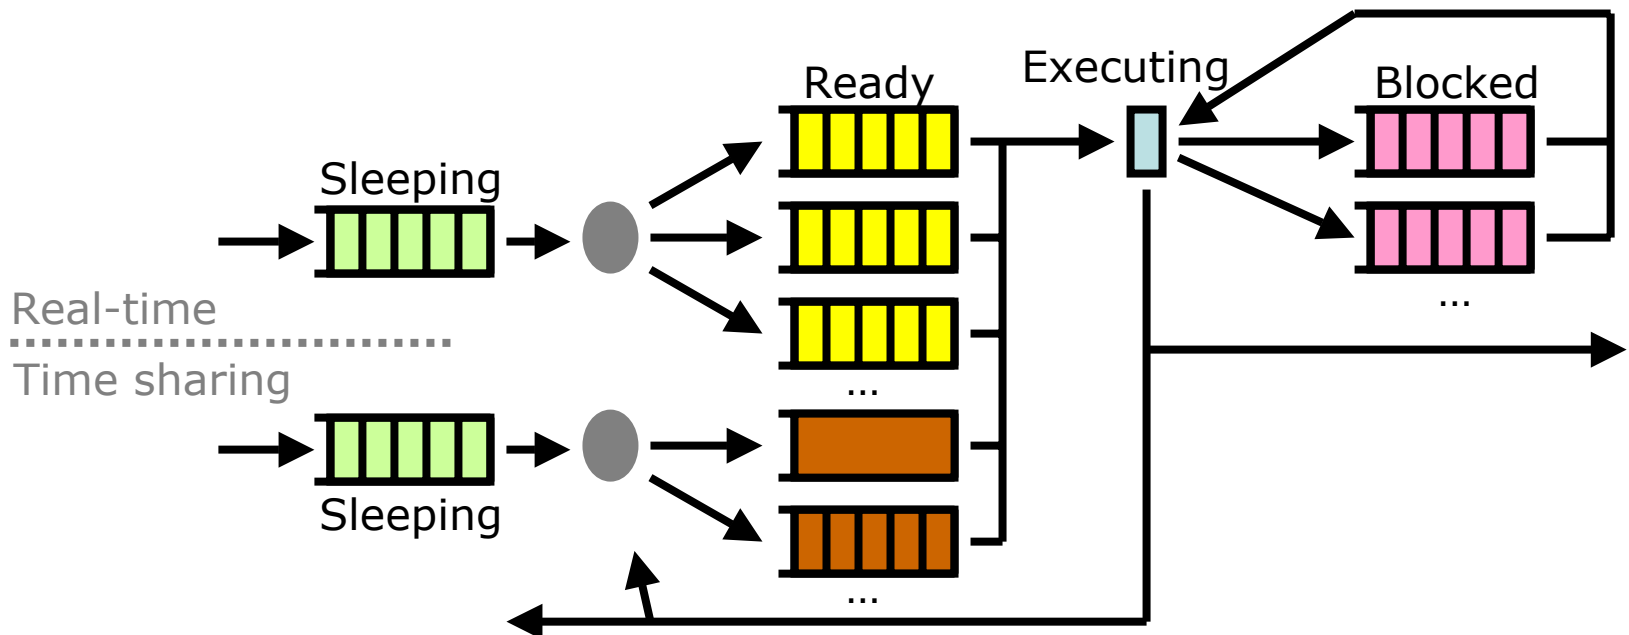 Executing
Ready
Blocked
Sleeping
Real-time
...
Time sharing
...
Sleeping
...